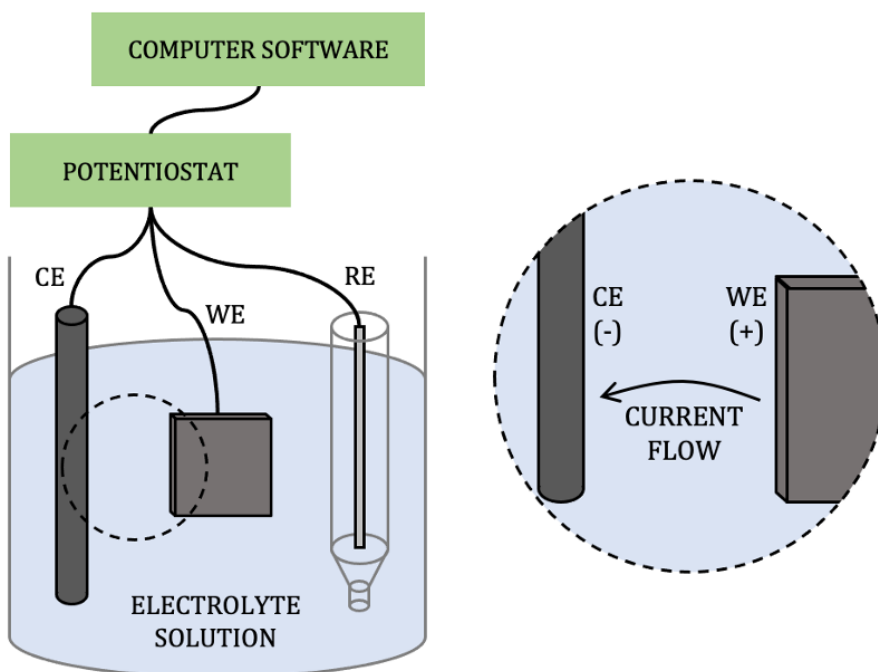 COMPUTER SOFTWARE
POTENTIOSTAT
CE
WE
RE
ELECTROLYTE
SOLUTION
CE
(-)
WE
(+)
CURRENT
FLOW